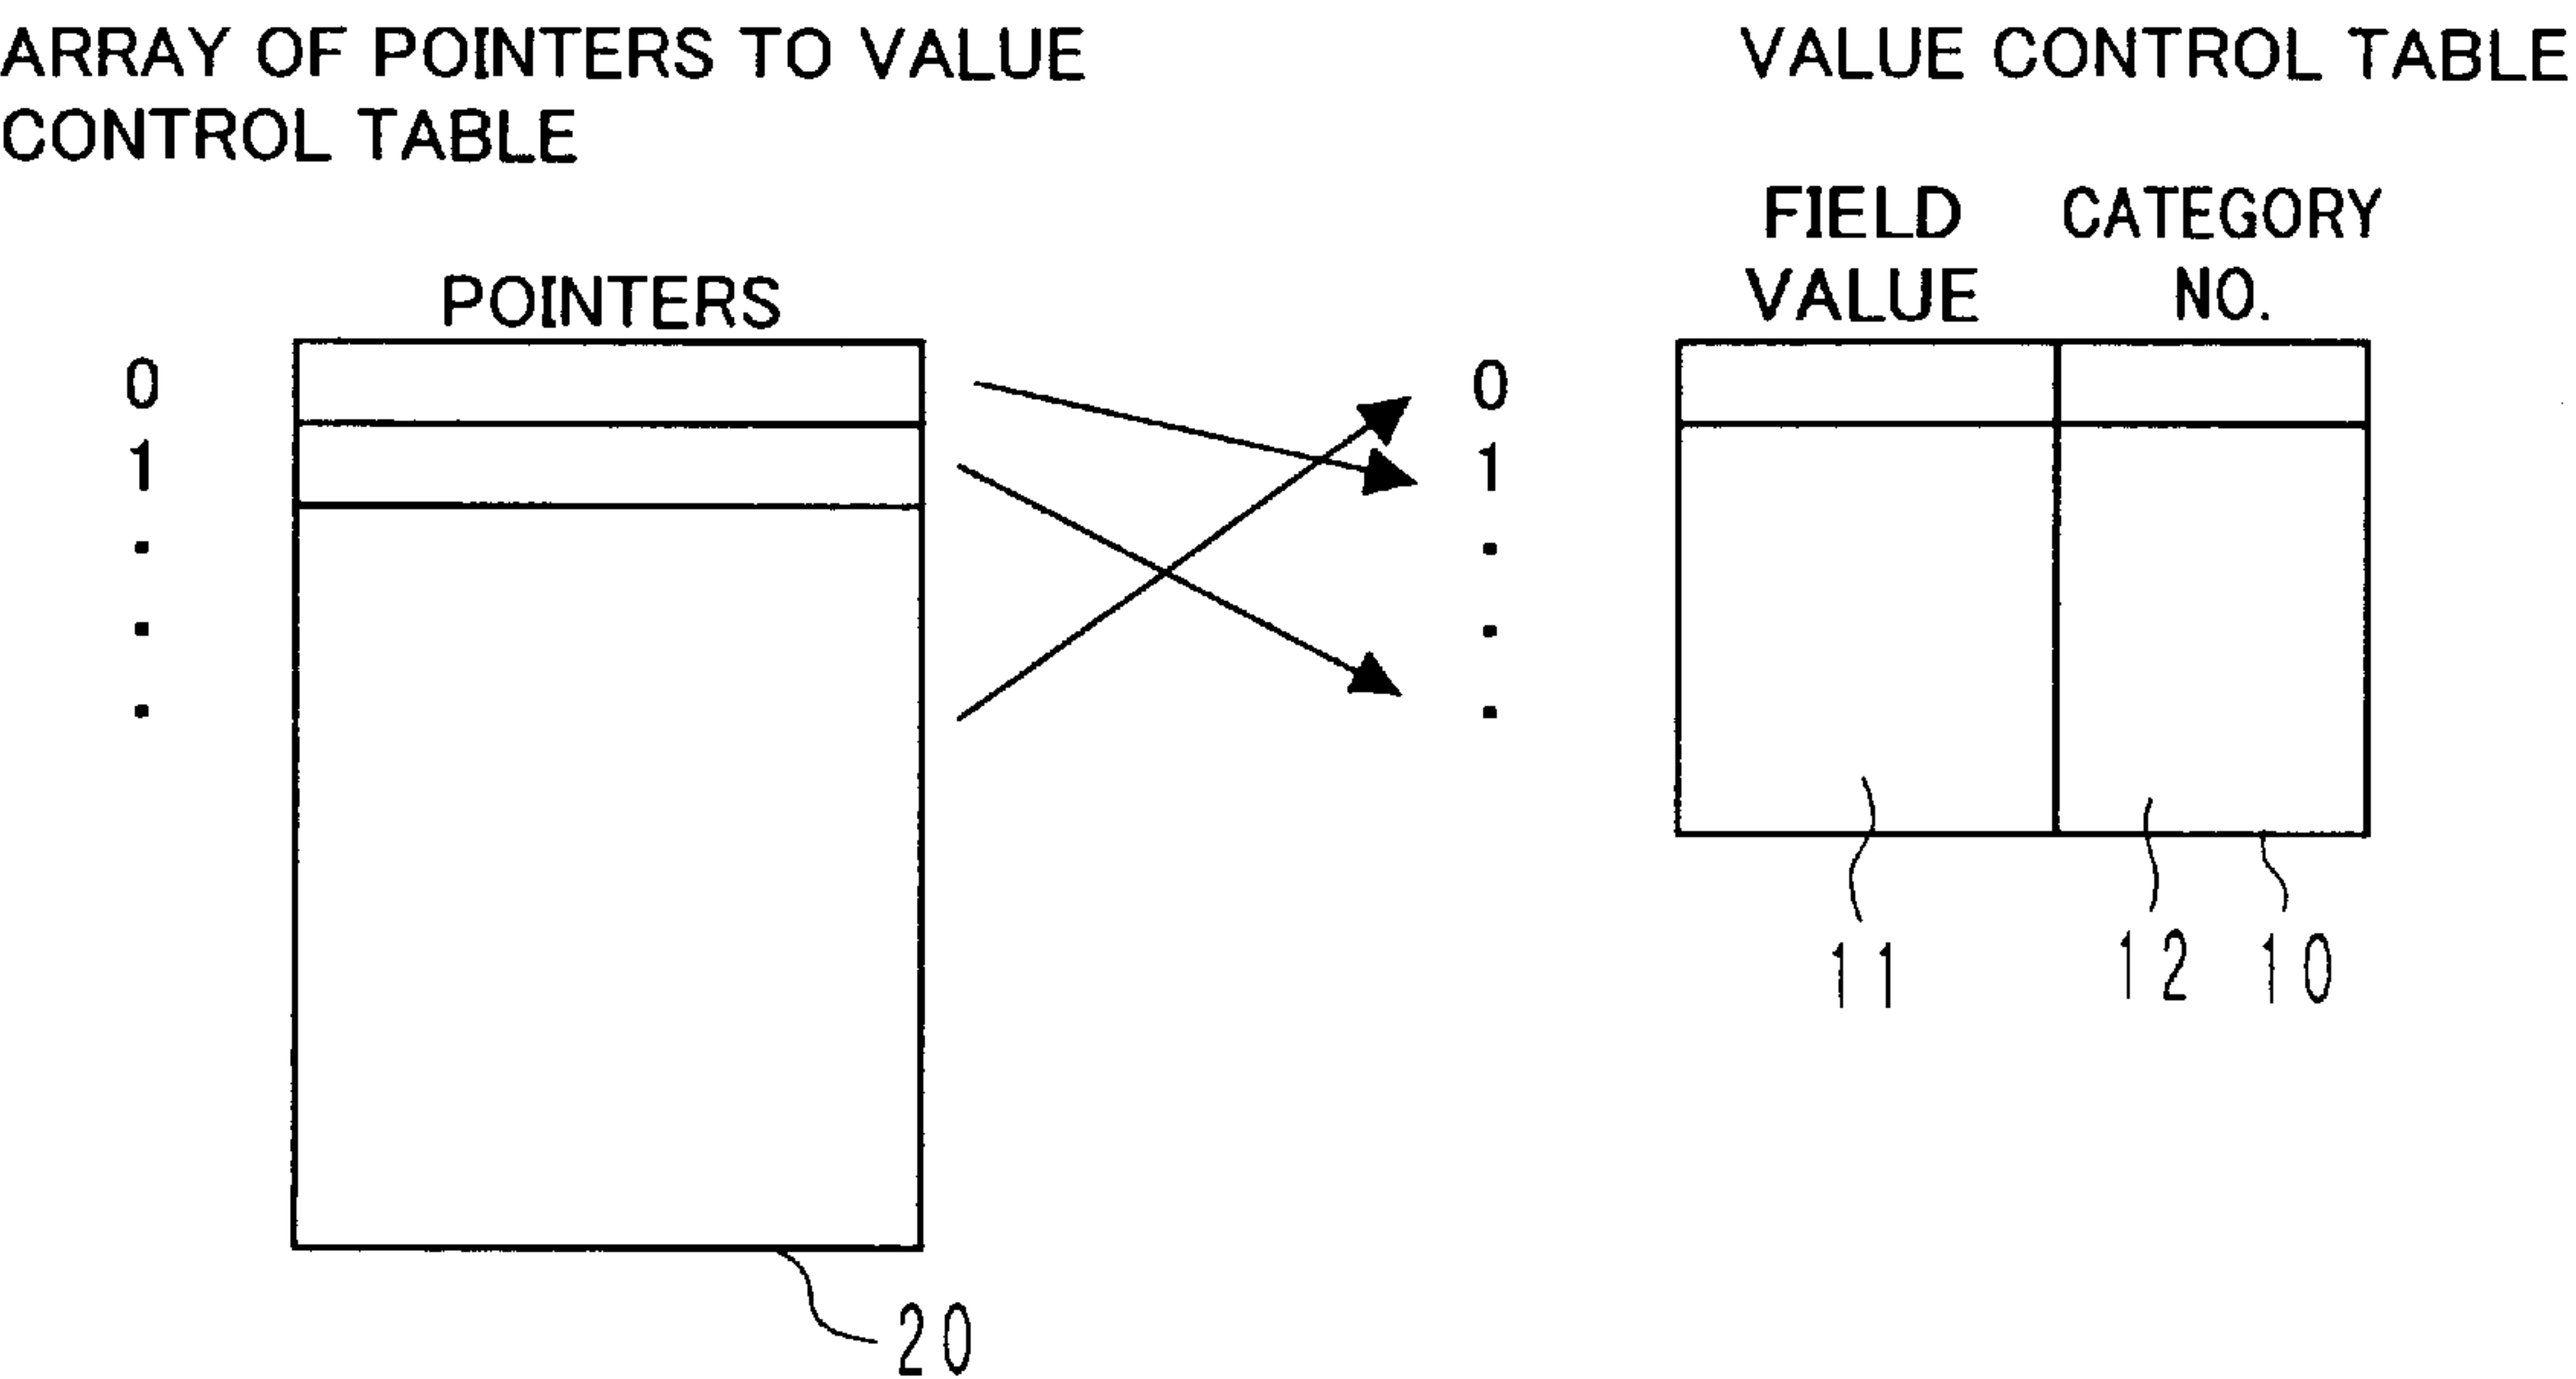 ARRAY OF POINTERS TO VALUE
CONTROL TABLE
POINTERS
0
1
.
.
.
20
VALUE CONTROL TABLE
FIELD VALUE
CATEGORY NO.
0
1
.
.
.
11
12
10